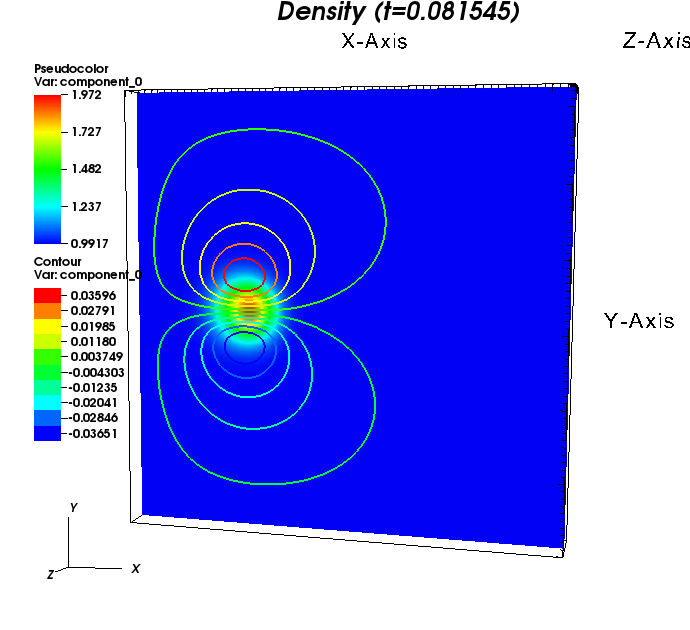 Density (t=0.081545)
X-Axis
Z-Axis
Pseudocolor
Var: component_0
1.972
1.727
1.482
1.237
0.9917
Contour
Var: component_0
0.03596
0.02791
0.01985
0.01180
0.003749
-0.004303
-0.01235
-0.02041
-0.02846
-0.03651
Y-Axis
Y
Z
X